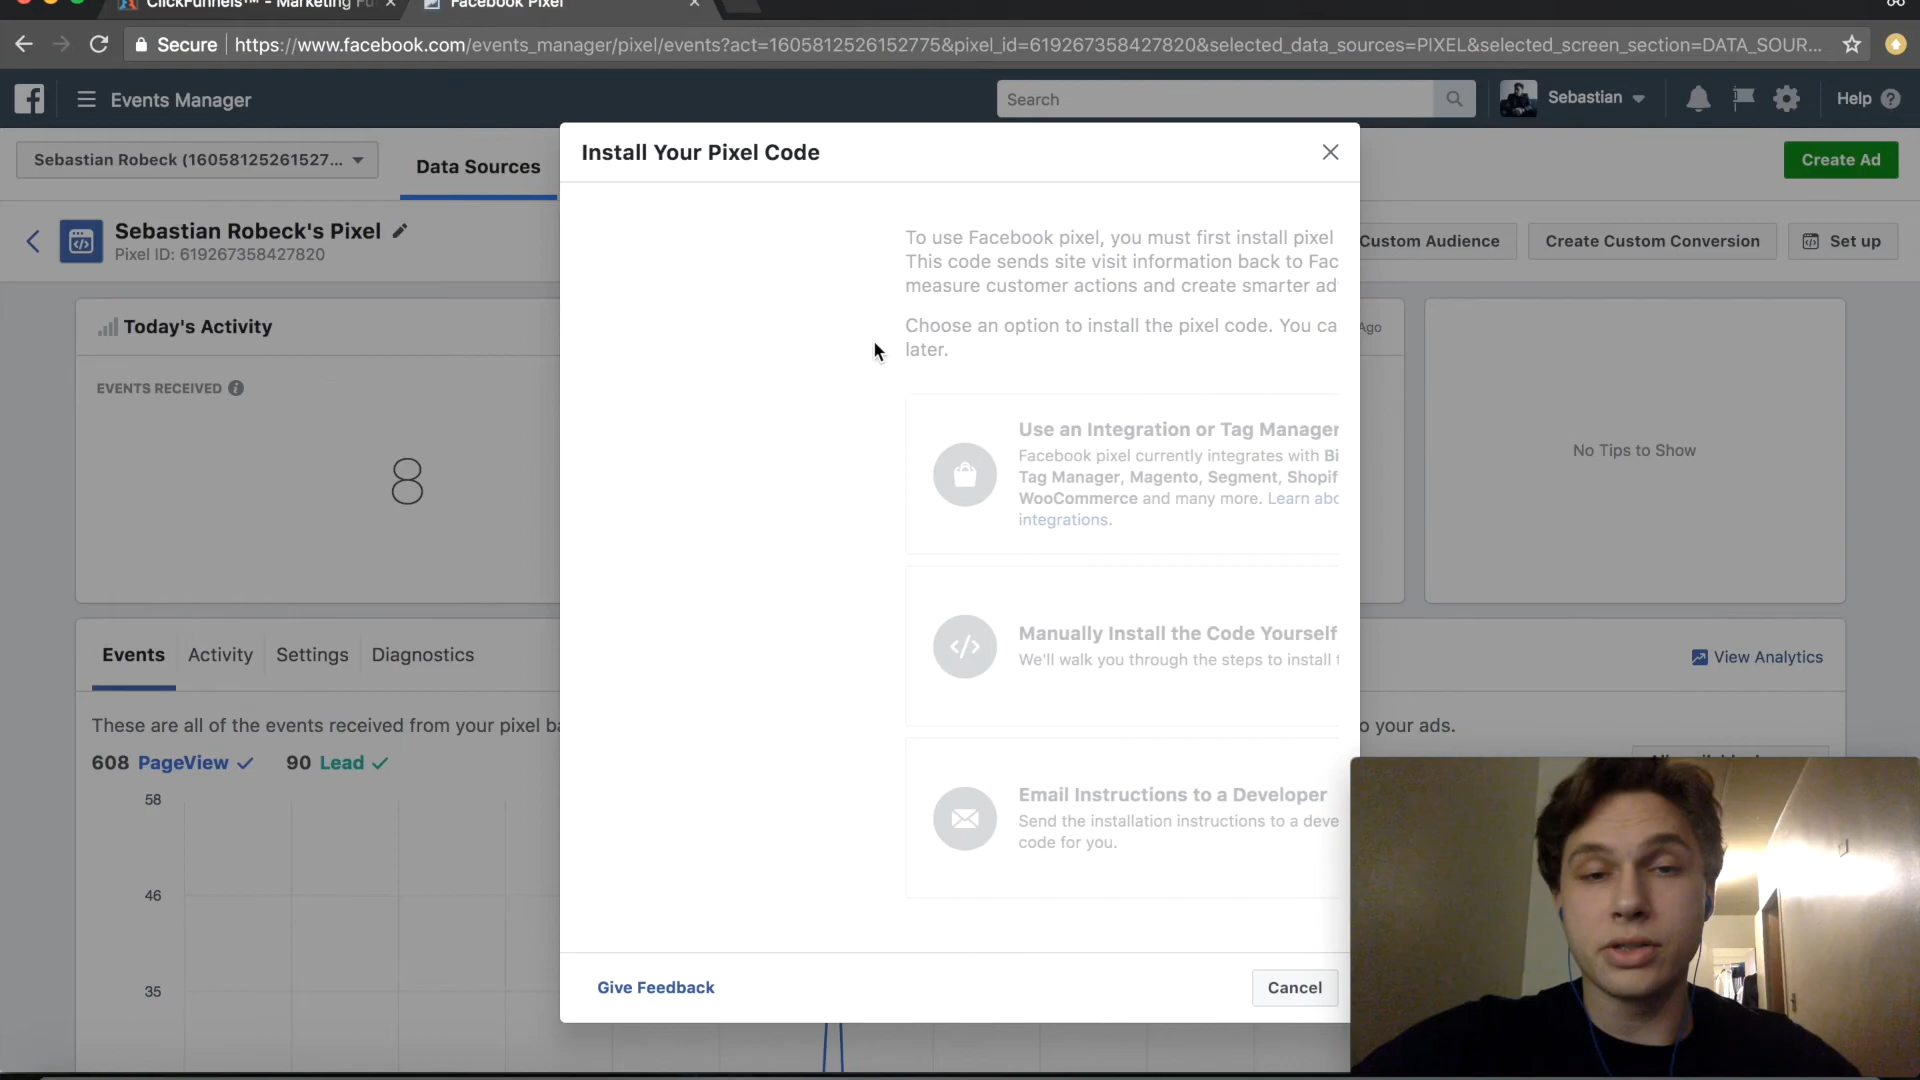 ClickFunnels™ - Marketing Fu
Facebook Pixel
Secure
https://www.facebook.com/events_manager/pixel/events?act=1605812526152775&pixel_id=619267358427820&selected_data_sources=PIXEL&selected_screen_section=DATA_SOUR...
Events Manager
Search
Sebastian
Help
Sebastian Robeck (16058125261527...
Data Sources
Create Ad
Install Your Pixel Code
Sebastian Robeck's Pixel
Pixel ID: 619267358427820
Custom Audience
Create Custom Conversion
Set up
To use Facebook pixel, you must first install pixel
This code sends site visit information back to Fac
measure customer actions and create smarter ad
Choose an option to install the pixel code. You ca
later.
Today's Activity
Ago
EVENTS RECEIVED
8
No Tips to Show
Use an Integration or Tag Manager
Facebook pixel currently integrates with Bi
Tag Manager, Magento, Segment, Shopif
WooCommerce and many more. Learn abo
integrations.
Manually Install the Code Yourself
We'll walk you through the steps to install t
Email Instructions to a Developer
Send the installation instructions to a deve
code for you.
Events
Activity
Settings
Diagnostics
View Analytics
These are all of the events received from your pixel ba
o your ads.
608 PageView
90 Lead
58
46
35
Give Feedback
Cancel